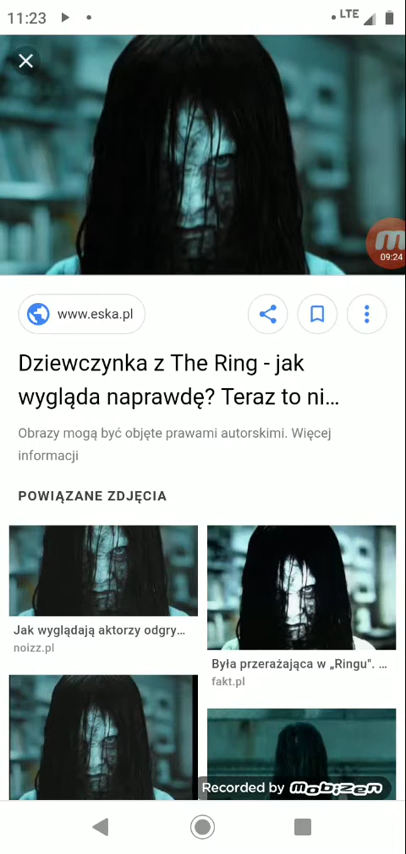 11:23
LTE
09:24
www.eska.pl
Dziewczynka z The Ring - jak
wygląda naprawdę? Teraz to ni...
Obrazy mogą być objęte prawami autorskimi. Więcej
informacji
POWIĄZANE ZDJĘCIA
Jak wyglądają aktorzy odgry...
noizz.pl
Była przerażająca w „Ringu". ...
fakt.pl
Recorded by mobizen